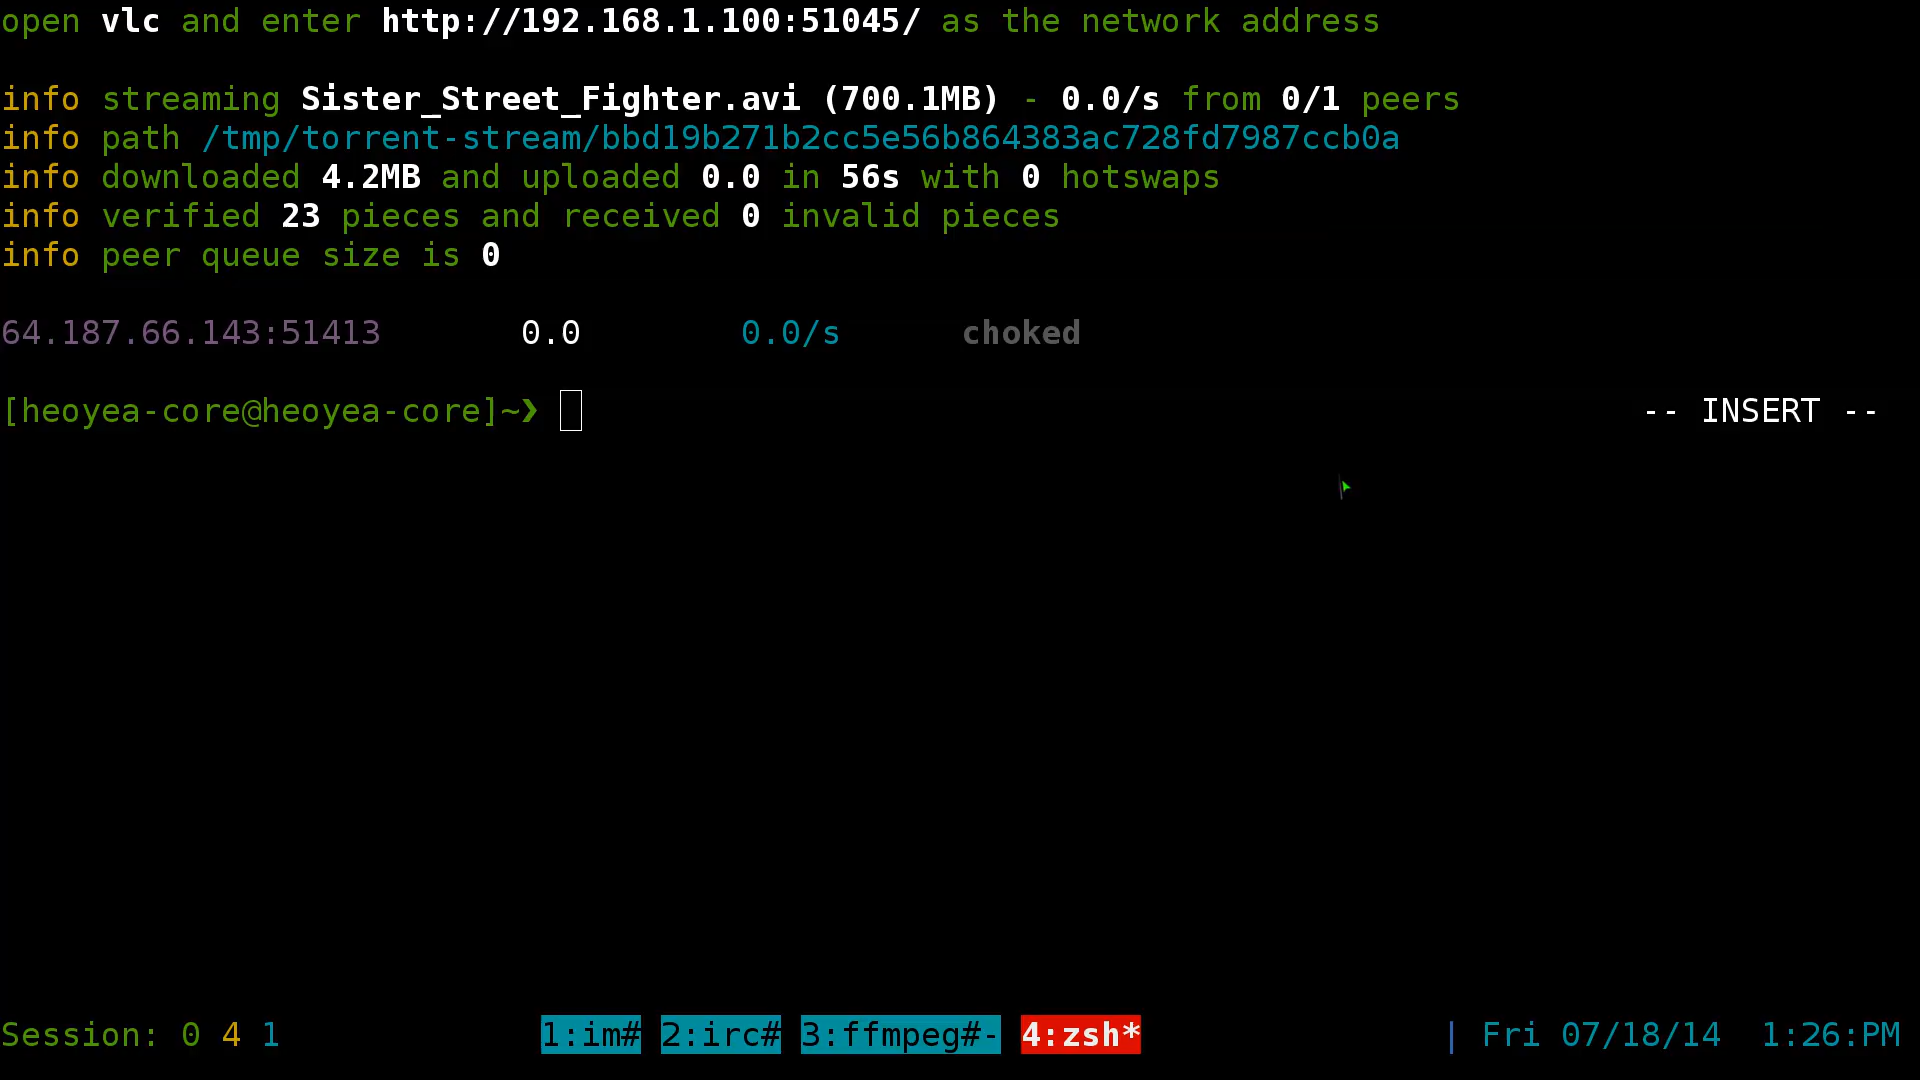 open vlc and enter http://192.168.1.100:51045/ as the network address
info streaming Sister_Street_Fighter.avi (700.1MB) - 0.0/s from 0/1 peers
info path /tmp/torrent-stream/bbd19b271b2cc5e56b864383ac728fd7987ccb0a
info downloaded 4.2MB and uploaded 0.0 in 56s with 0 hotswaps
info verified 23 pieces and received 0 invalid pieces
info peer queue size is 0
64.187.66.143:51413 0.0 0.0/s choked
[heoyea-core@heoyea-core]~❯ -- INSERT --
Session: 0 4 1 1:im# 2:irc# 3:ffmpeg#- 4:zsh* | Fri 07/18/14 1:26:PM